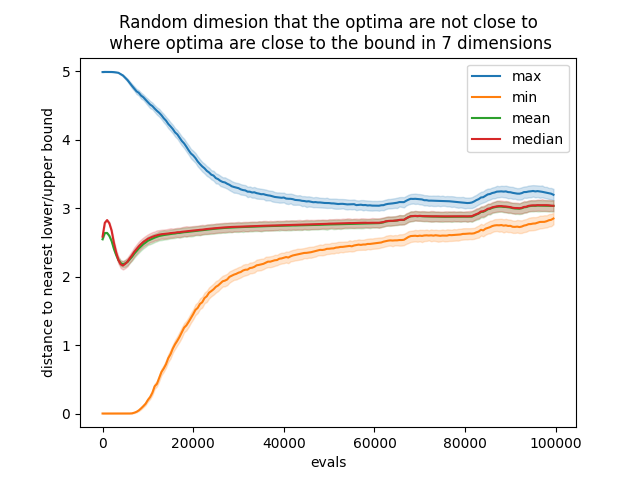 Random dimesion that the optima are not close to
where optima are close to the bound in 7 dimensions
distance to nearest lower/upper bound
5
4
3
2
1
0
max
min
mean
median
0 20000 40000 60000 80000 100000
evals